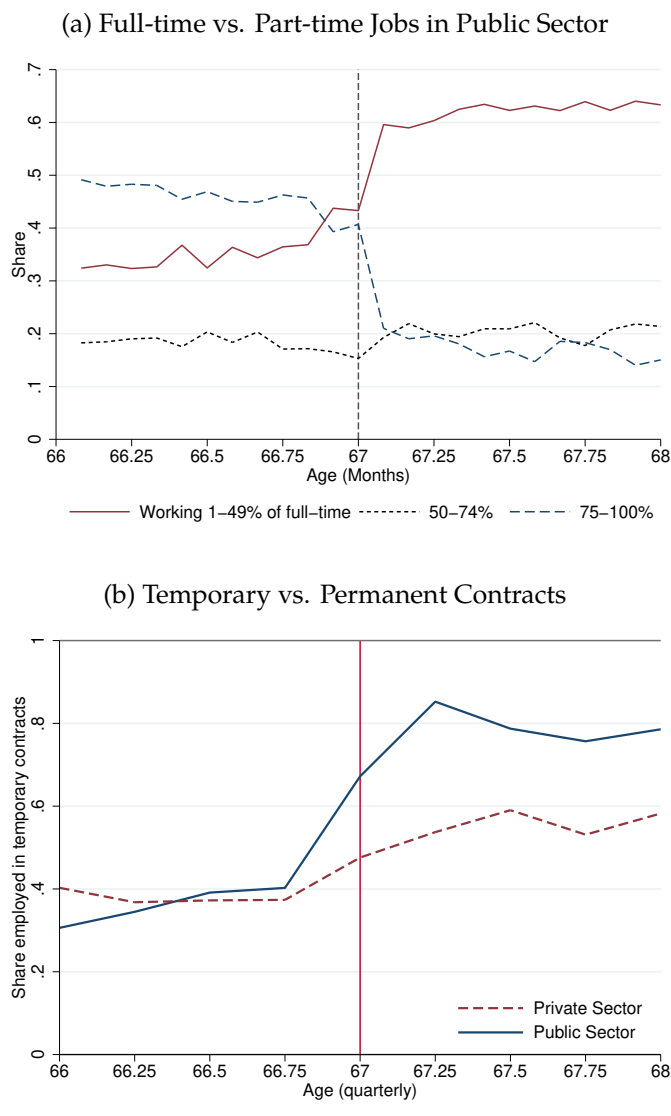 (a) Full-time vs. Part-time Jobs in Public Sector
.7
.6
.5
.4
.3
.2
.1
0
Share
66 66.25 66.5 66.75 67 67.25 67.5 67.75 68
Age (Months)
Working 1−49% of full−time 50−74% 75−100%
(b) Temporary vs. Permanent Contracts
1
.8
.6
.4
.2
0
Share employed in temporary contracts
Private Sector
Public Sector
66 66.25 66.5 66.75 67 67.25 67.5 67.75 68
Age (quarterly)